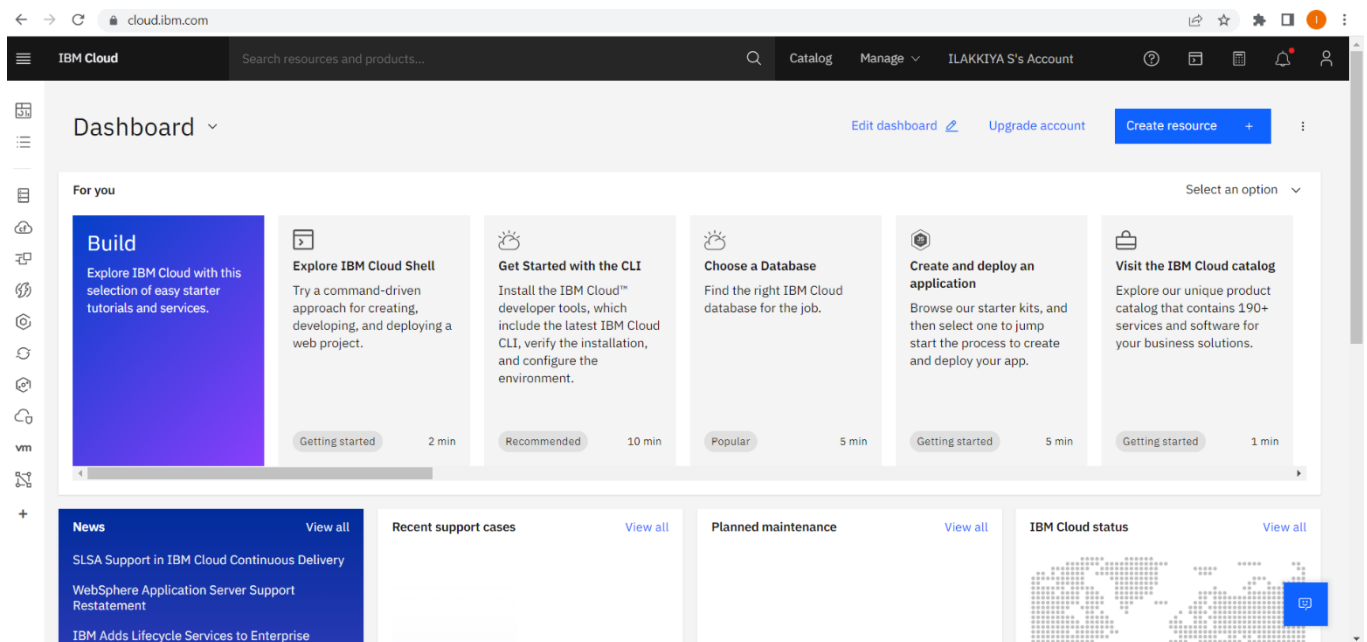 cloud.ibm.com
I
IBM Cloud
Search resources and products...
Catalog
Manage
ILAKKIYA S's Account
Dashboard
Edit dashboard
Upgrade account
Create resource +
For you
Select an option
Build
Explore IBM Cloud with this
selection of easy starter
tutorials and services.
Explore IBM Cloud Shell
Try a command-driven
approach for creating,
developing, and deploying a
web project.
Getting started
2 min
Get Started with the CLI
Install the IBM Cloud™
developer tools, which
include the latest IBM Cloud
CLI, verify the installation,
and configure the
environment.
Recommended
10 min
Choose a Database
Find the right IBM Cloud
database for the job.
Popular
5 min
JS
Create and deploy an
application
Browse our starter kits, and
then select one to jump
start the process to create
and deploy your app.
Getting started
5 min
Visit the IBM Cloud catalog
Explore our unique product
catalog that contains 190+
services and software for
your business solutions.
Getting started
1 min
cf
vm
+
News
View all
SLSA Support in IBM Cloud Continuous Delivery
WebSphere Application Server Support
Restatement
IBM Adds Lifecycle Services to Enterprise
Recent support cases
View all
Planned maintenance
View all
IBM Cloud status
View all